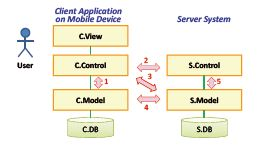 Client Application
on Mobile Device
Server System
C.View
User
C.Control
2
S.Control
1
3
5
C.Model
4
S.Model
C.DB
S.DB